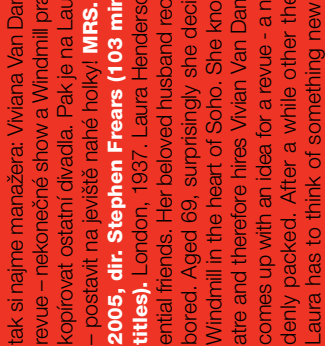 tak si najme manažera: Viviana Van Dam
revue – nekonečné show a Windmill pra
kopírovat ostatní divadla. Pak je na Lau
– postavit na jeviště nahé holky! MRS.
2005, dir. Stephen Frears (103 min
titles). London, 1937. Laura Henderso
ential friends. Her beloved husband rec
bored. Aged 69, surprisingly she deci
Windmill in the heart of Soho. She kno
atre and therefore hires Vivian Van Dam
comes up with an idea for a revue - a n
denly packed. After a while other the
Laura has to think of something new